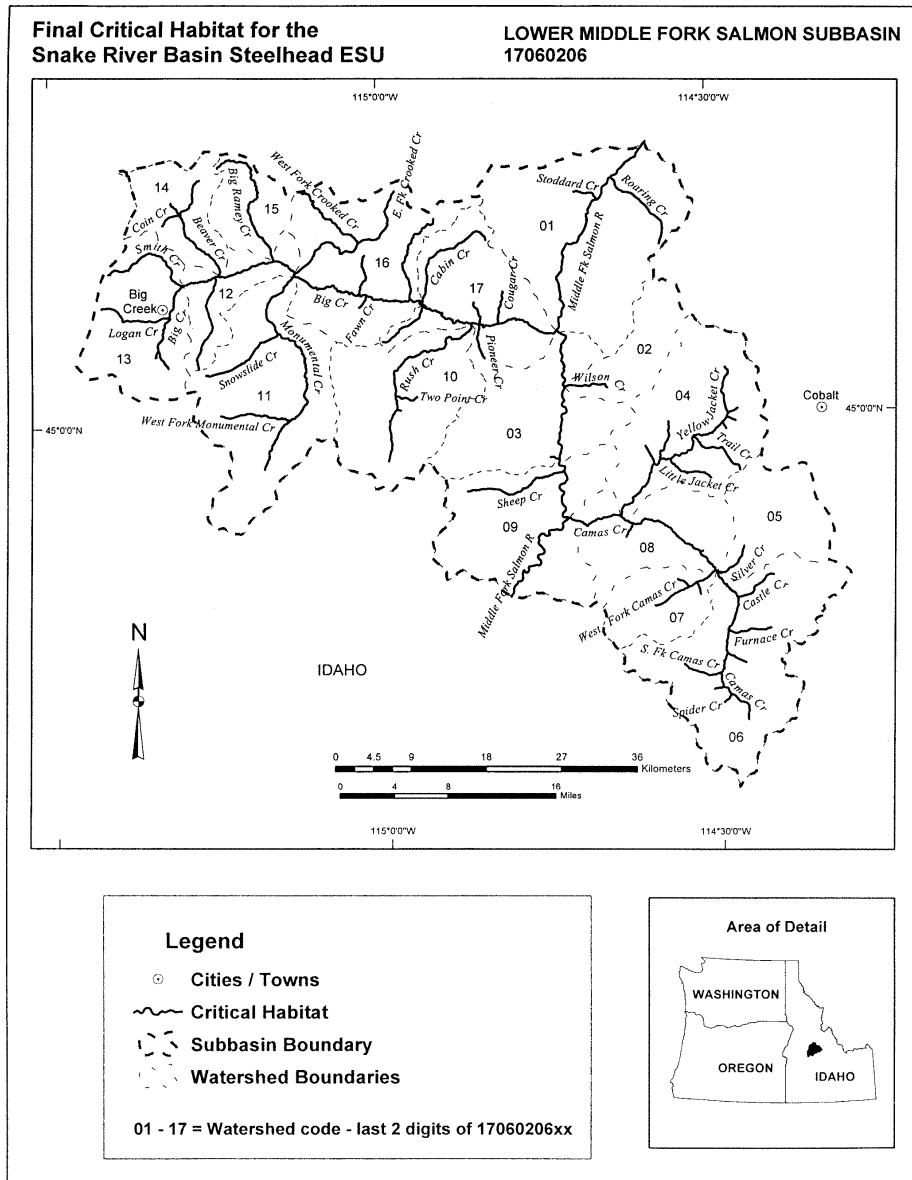 Final Critical Habitat for the
Snake River Basin Steelhead ESU
LOWER MIDDLE FORK SALMON SUBBASIN
17060206
115°0'0"W
114°30'0"W
14
Coin Cr
Smith Cr
Beaver Cr
Big Ramey Cr
15
West Fork Crooked Cr
E. Fk Crooked Cr
16
Stoddard Cr
Roaring Cr
01
Middle Fk Salmon R
Cabin Cr
17
Cougar Cr
Big Creek
12
Big Cr
Logan Cr
13
Big Cr
Fawn Cr
Monumental Cr
Snowslide Cr
11
West Fork Monumental Cr
Rush Cr
10
Pioneer Cr
Two Point Cr
02
Wilson Cr
04
Yellow Jacket Cr
Cobalt
45°0'0"N
45°0'0"N
03
Trail Cr
Little Jacket Cr
Sheep Cr
09
Middle Fork Salmon R
Camas Cr
08
05
Silver Cr
Castle Cr
West Fork Camas Cr
07
Furnace Cr
S. Fk Camas Cr
Camas Cr
Spider Cr
06
N
IDAHO
0 4.5 9 18 27 36
Kilometers
0 4 8 16
Miles
115°0'0"W
114°30'0"W
Legend
Cities / Towns
Critical Habitat
Subbasin Boundary
Watershed Boundaries
01 - 17 = Watershed code - last 2 digits of 17060206xx
Area of Detail
WASHINGTON
OREGON
IDAHO